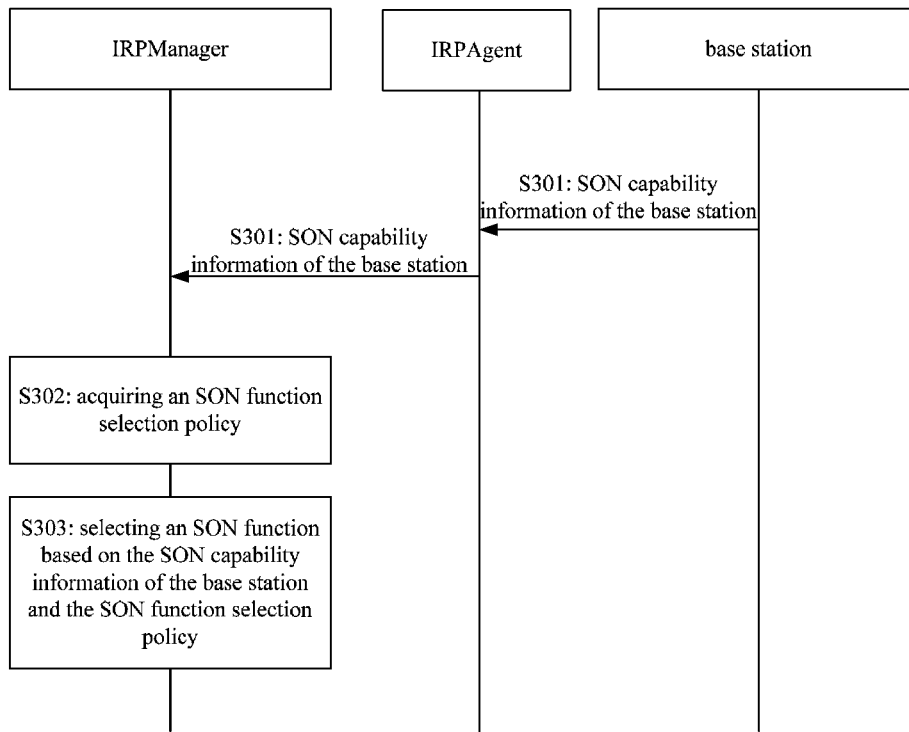 IRPManager
IRPAgent
base station
S301: SON capability
information of the base station
S301: SON capability
information of the base station
S302: acquiring an SON function
selection policy
S303: selecting an SON function
based on the SON capability
information of the base station
and the SON function selection
policy